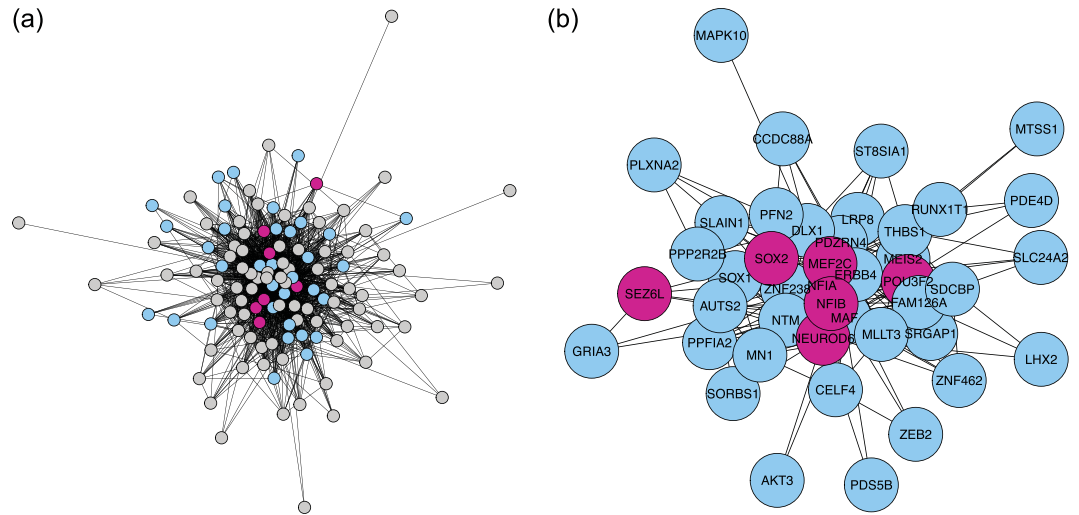 (a)
(b)
MAPK10
CCDC88A
MTSS1
ST8SIA1
PLXNA2
PDE4D
RUNX1T1
PFN2
LRP8
SLAIN1
DLX1
THBS1
PDZRN4
SLC24A2
PPP2R2B
SOX2
MEF2C
MEIS2
ERBB4
SOX1
POU3F2
ZNF238
NFIA
SDCBP
SEZ6L
AUTS2
NFIB
FAM126A
NTM
MAF
MLLT3
SRGAP1
NEUROD6
PPFIA2
GRIA3
MN1
LHX2
SORBS1
CELF4
ZNF462
ZEB2
AKT3
PDS5B